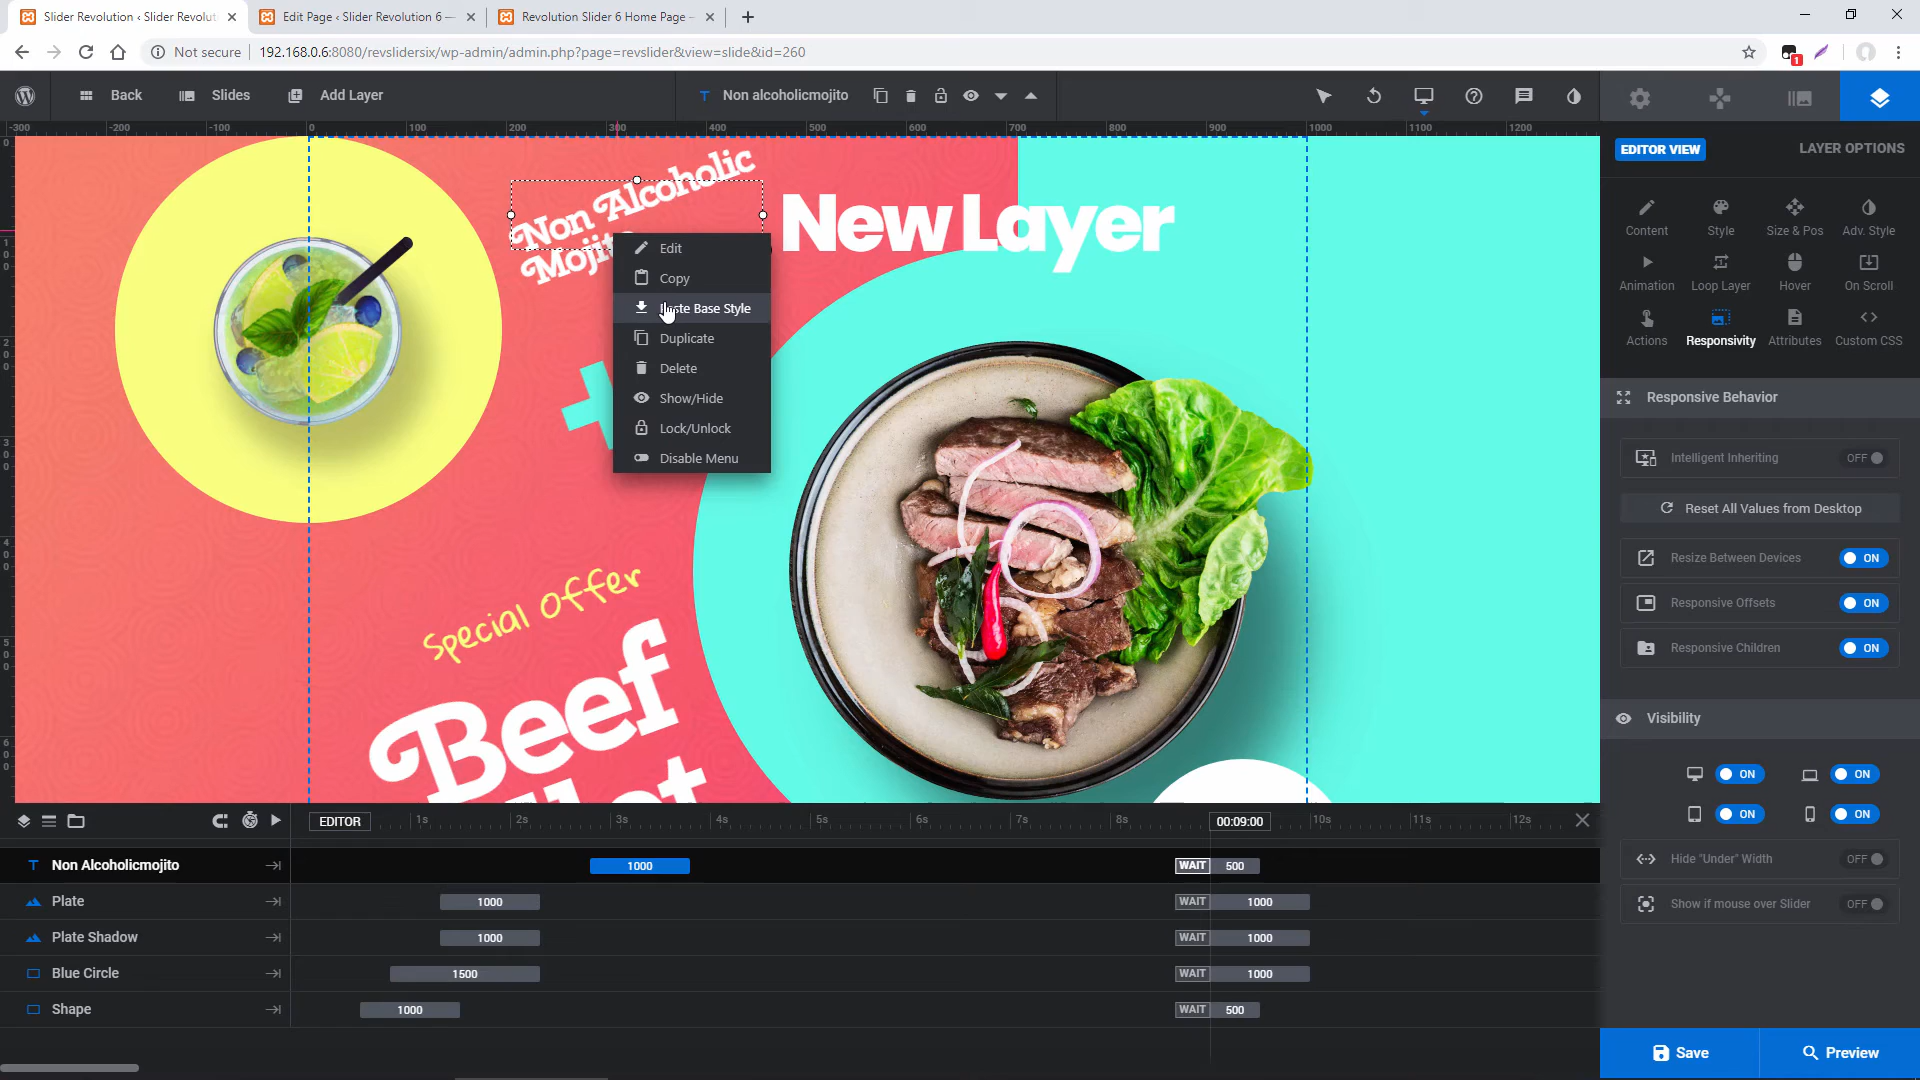 Slider Revolution ‹ Slider Revolut
Edit Page ‹ Slider Revolution 6 —
Revolution Slider 6 Home Page –
Not secure
192.168.0.6:8080/revslidersix/wp-admin/admin.php?page=revslider&view=slide&id=260
1
Back
Slides
Add Layer
Non alcoholicmojito
EDITOR VIEW
LAYER OPTIONS
-300 -200 -100 0 100 200 300 400 500 600 700 800 900 1000 1100 1200
Content Style Size & Pos Adv. Style
Animation Loop Layer Hover On Scroll
Actions Responsivity Attributes Custom CSS
Non Alcoholic
New Layer
Edit
Copy
Paste Base Style
Duplicate
Delete
Show/Hide
Lock/Unlock
Disable Menu
special offer
Beef
Responsive Behavior
Intelligent Inheriting OFF
Reset All Values from Desktop
Resize Between Devices ON
Responsive Offsets ON
Responsive Children ON
Visibility
ON ON
ON ON
Hide "Under" Width OFF
Show if mouse over Slider OFF
EDITOR 1s 2s 3s 4s 5s 6s 7s 8s 00:09:00 10s 11s 12s
Non Alcoholicmojito 1000 WAIT 500
Plate 1000 WAIT 1000
Plate Shadow 1000 WAIT 1000
Blue Circle 1500 WAIT 1000
Shape 1000 WAIT 500
Save
Preview